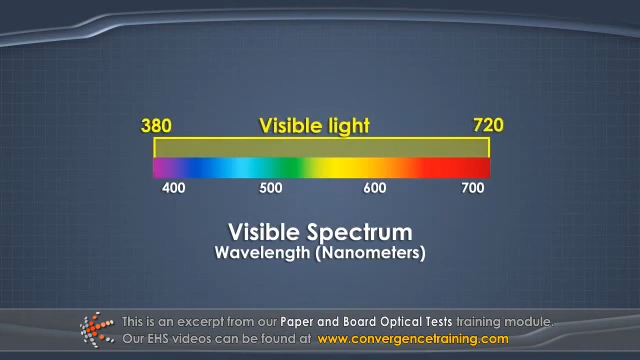 380 Visible light 720
400 500 600 700
Visible Spectrum
Wavelength (Nanometers)
This is an excerpt from our Paper and Board Optical Tests training module.
Our EHS videos can be found at www.convergencetraining.com